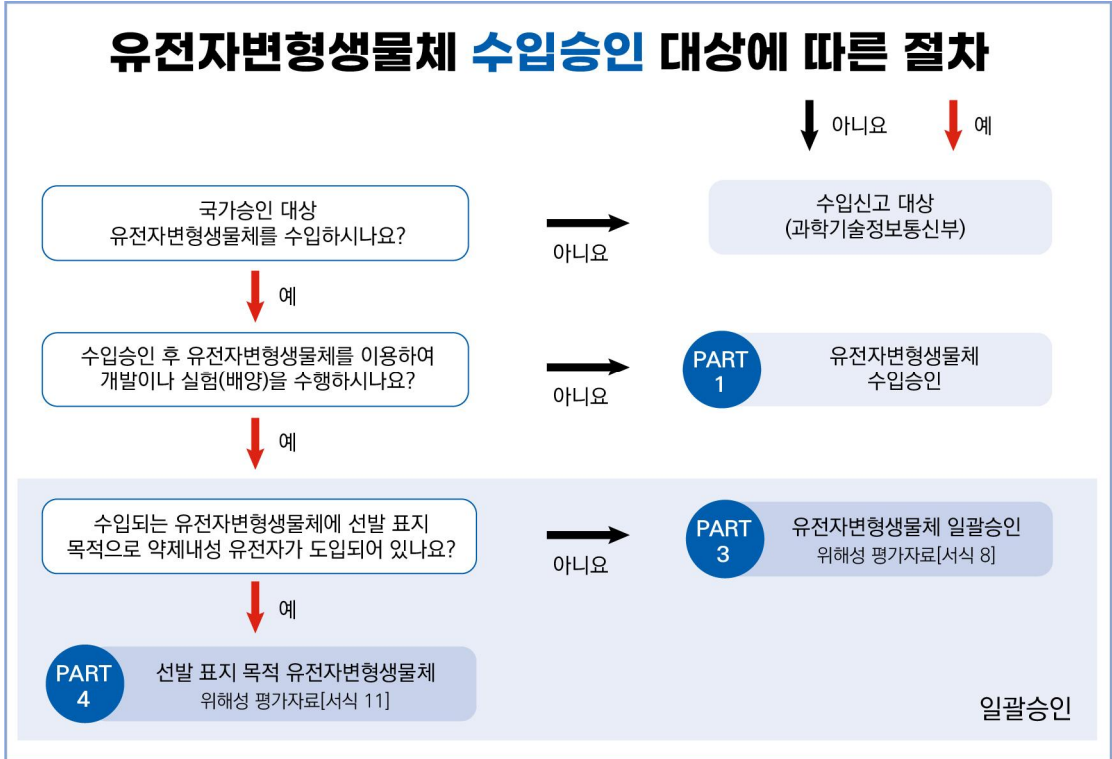 유전자변형생물체 수입승인 대상에 따른 절차
아니요
예
국가승인 대상
유전자변형생물체를 수입하시나요?
아니요
수입신고 대상
(과학기술정보통신부)
예
수입승인 후 유전자변형생물체를 이용하여
개발이나 실험(배양)을 수행하시나요?
아니요
PART
1
유전자변형생물체
수입승인
예
수입되는 유전자변형생물체에 선발 표지
목적으로 약제내성 유전자가 도입되어 있나요?
아니요
PART
3
유전자변형생물체 일괄승인
위해성 평가자료[서식 8]
예
PART
4
선발 표지 목적 유전자변형생물체
위해성 평가자료[서식 11]
일괄승인